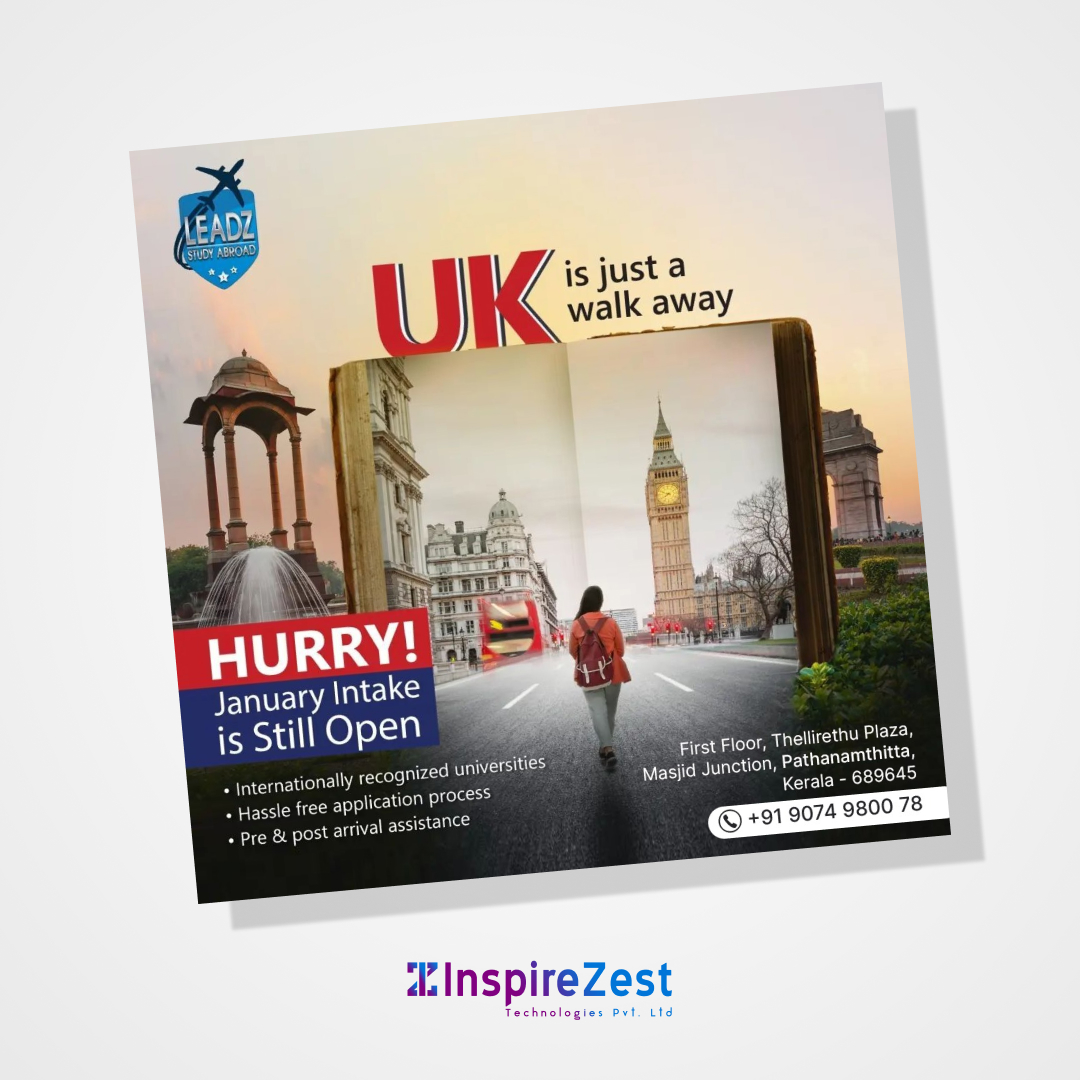 LEADZ
STUDY ABROAD
UK
is just a
walk away
HURRY!
January Intake
is Still Open
• Internationally recognized universities
• Hassle free application process
• Pre & post arrival assistance
First Floor, Thellirethu Plaza,
Masjid Junction, Pathanamthitta,
Kerala - 689645
+91 9074 9800 78
InspireZest
Technologies Pvt. Ltd